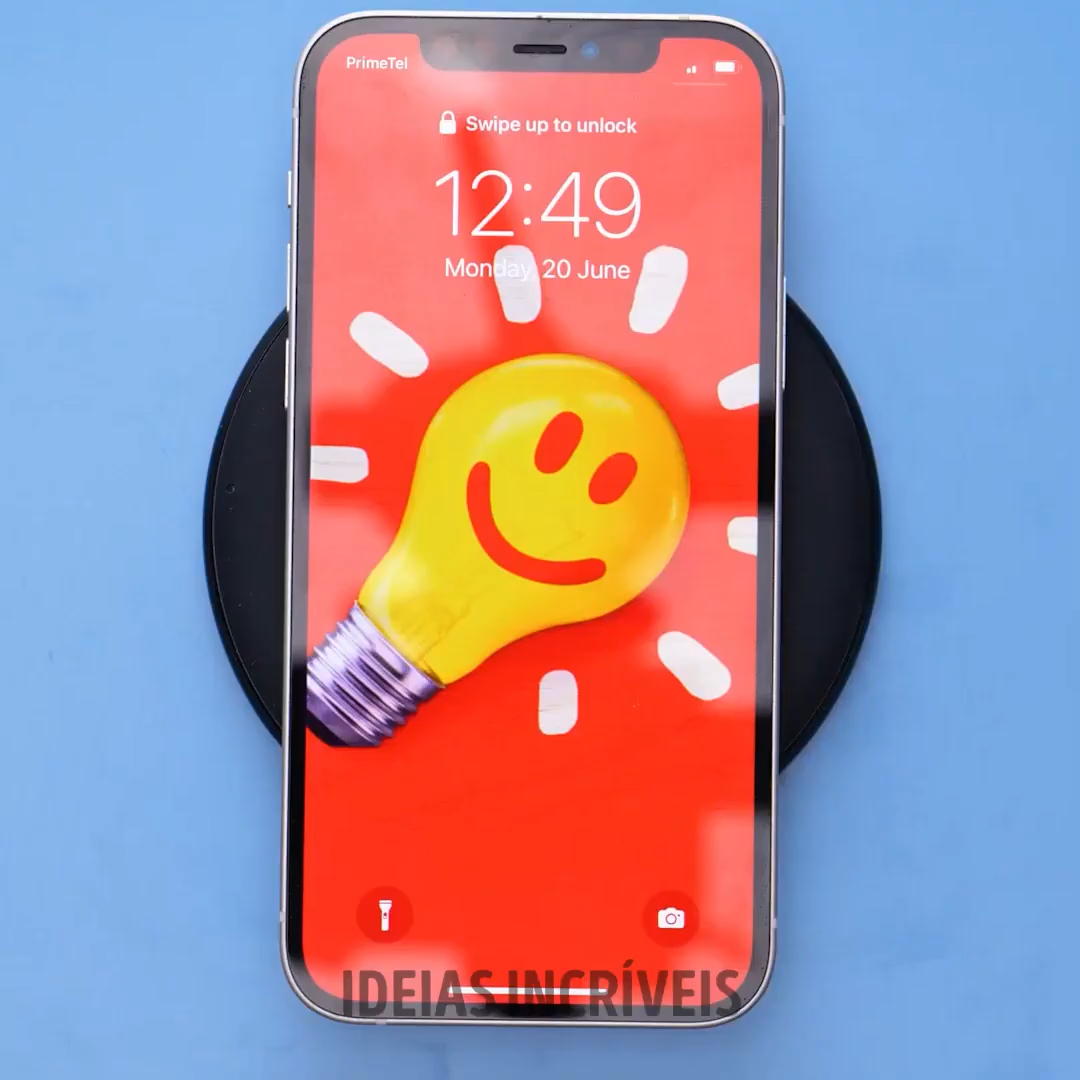 PrimeTel
Swipe up to unlock
12:49
Monday, 20 June
IDEIAS INCRÍVEIS